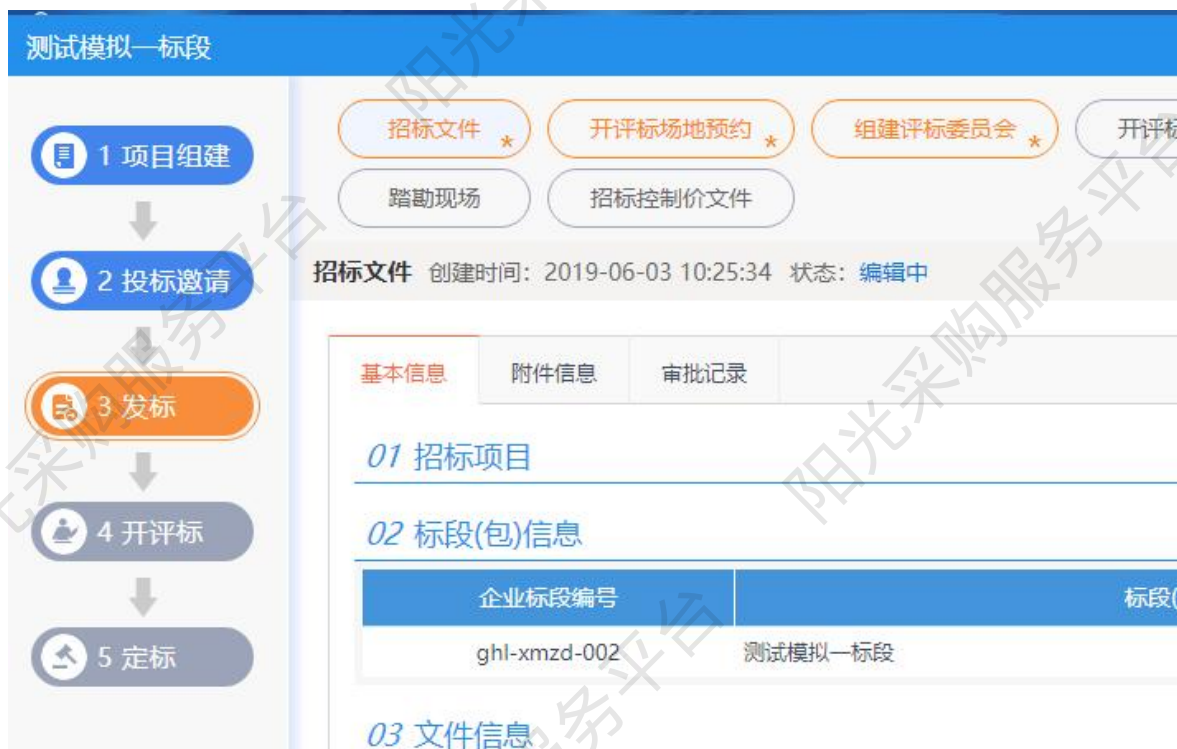 测试模拟一标段
1 项目组建
2 投标邀请
3 发标
4 开评标
5 定标
招标文件 * 开评标场地预约 * 组建评标委员会 * 开评标
踏勘现场 招标控制价文件
招标文件 创建时间：2019-06-03 10:25:34 状态：编辑中
基本信息 附件信息 审批记录
01 招标项目
02 标段(包)信息
企业标段编号 标段(
ghl-xmzd-002 测试模拟一标段
03 文件信息
阳光采购服务平台